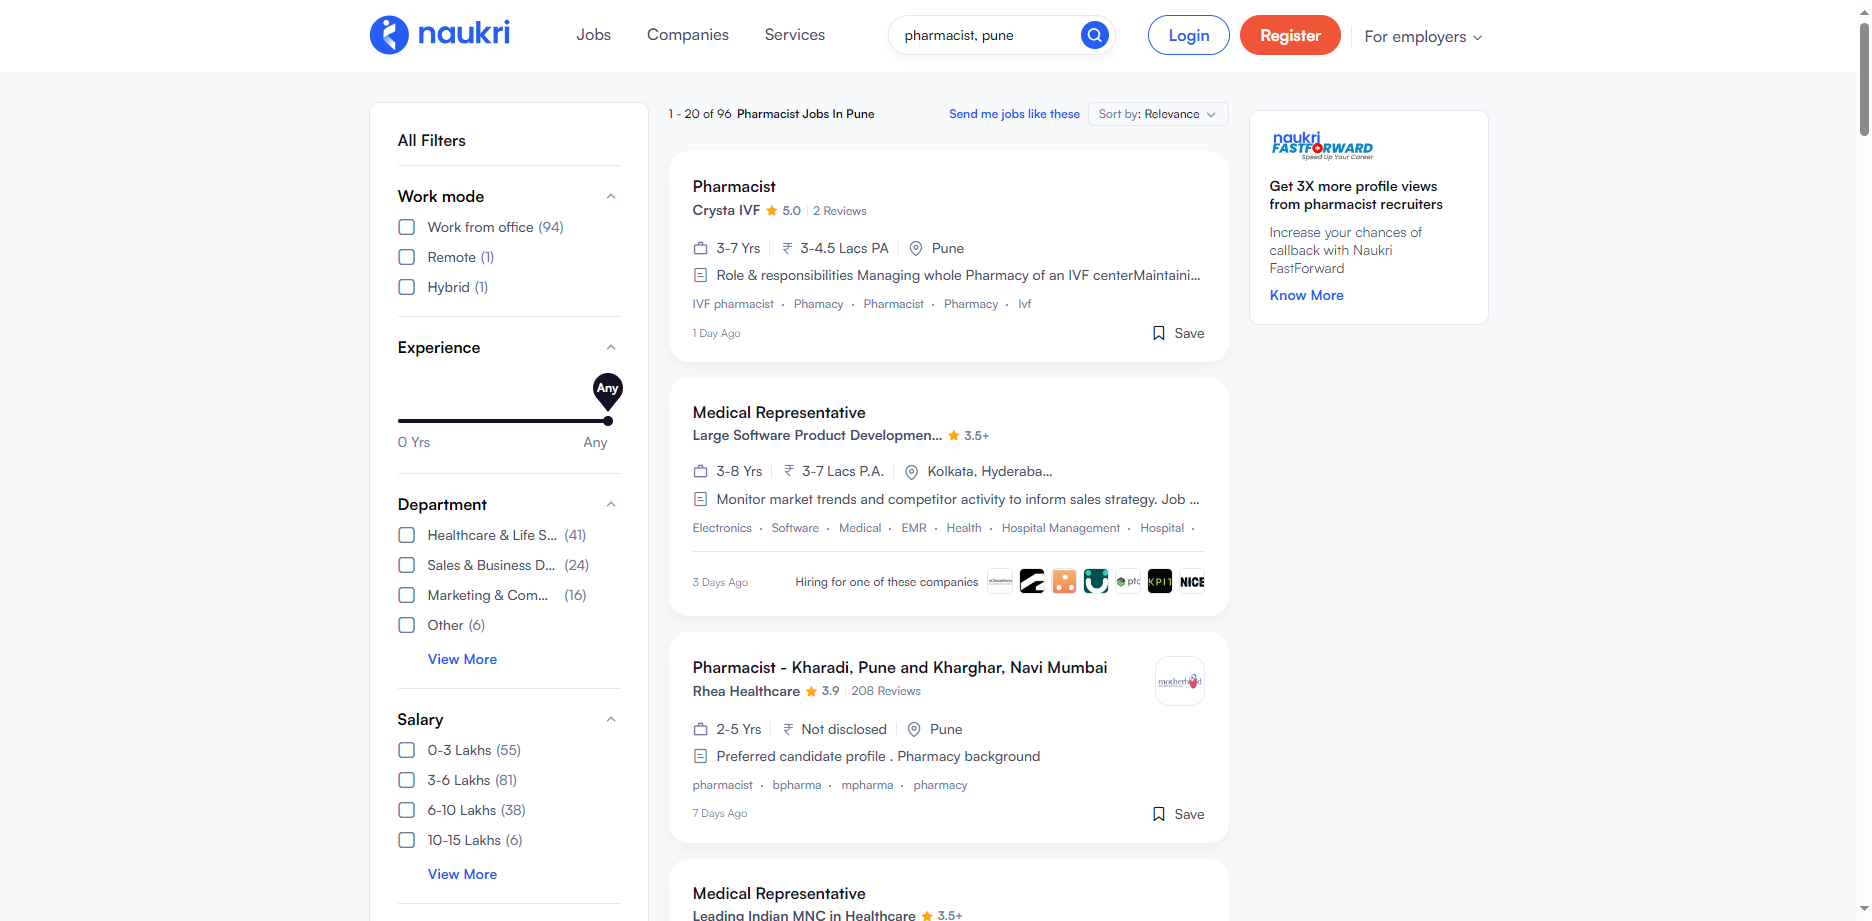 naukri
Jobs
Companies
Services
pharmacist, pune
Login
Register
For employers
All Filters
Work mode
Work from office (94)
Remote (1)
Hybrid (1)
Experience
Any
0 Yrs
Any
Department
Healthcare & Life S... (41)
Sales & Business D... (24)
Marketing & Com... (16)
Other (6)
View More
Salary
0-3 Lakhs (55)
3-6 Lakhs (81)
6-10 Lakhs (38)
10-15 Lakhs (6)
View More
1 - 20 of 96 Pharmacist Jobs In Pune
Send me jobs like these
Sort by: Relevance
Pharmacist
Crysta IVF 5.0 2 Reviews
3-7 Yrs ₹ 3-4.5 Lacs PA Pune
Role & responsibilities Managing whole Pharmacy of an IVF centerMaintaini...
IVF pharmacist · Phamacy · Pharmacist · Pharmacy · Ivf
1 Day Ago
Save
Medical Representative
Large Software Product Developmen... 3.5+
3-8 Yrs ₹ 3-7 Lacs P.A. Kolkata, Hyderaba...
Monitor market trends and competitor activity to inform sales strategy. Job ...
Electronics · Software · Medical · EMR · Health · Hospital Management · Hospital ·
3 Days Ago
Hiring for one of these companies
ptc
KPIT
NICE
Pharmacist - Kharadi, Pune and Kharghar, Navi Mumbai
Rhea Healthcare 3.9 208 Reviews
motherhood
2-5 Yrs ₹ Not disclosed Pune
Preferred candidate profile . Pharmacy background
pharmacist · bpharma · mpharma · pharmacy
7 Days Ago
Save
Medical Representative
Leading Indian MNC in Healthcare 3.5+
naukri
FASTFORWARD
Speed Up Your Career
Get 3X more profile views
from pharmacist recruiters
Increase your chances of
callback with Naukri
FastForward
Know More